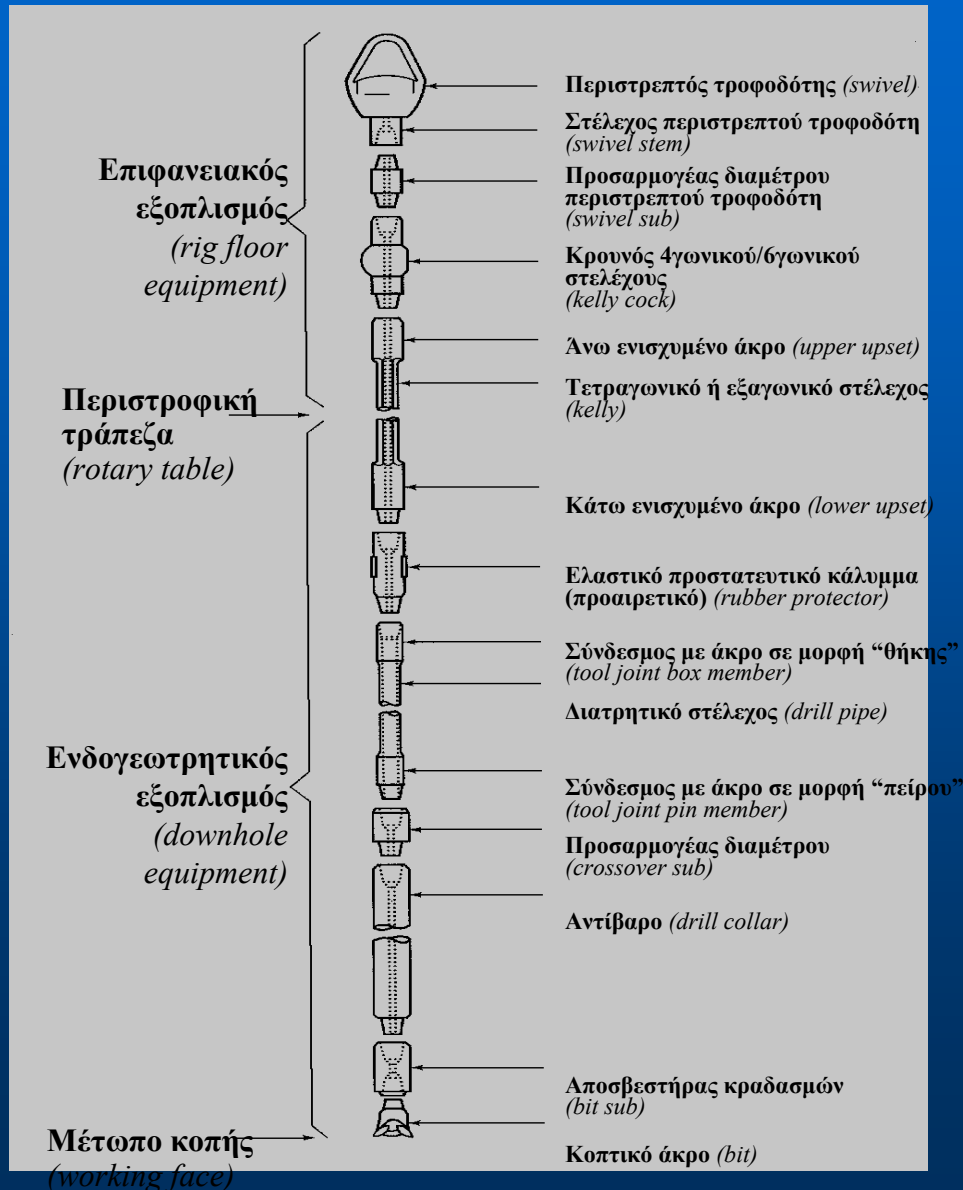 Περιστρεπτός τροφοδότης (swivel)
Στέλεχος περιστρεπτού τροφοδότη
(swivel stem)
Προσαρμογέας διαμέτρου
περιστρεπτού τροφοδότη
(swivel sub)
Κρουνός 4γωνικού/6γωνικού
στελέχους
(kelly cock)
Άνω ενισχυμένο άκρο (upper upset)
Τετραγωνικό ή εξαγωνικό στέλεχος
(kelly)
Κάτω ενισχυμένο άκρο (lower upset)
Ελαστικό προστατευτικό κάλυμμα
(προαιρετικό) (rubber protector)
Σύνδεσμος με άκρο σε μορφή “θήκης”
(tool joint box member)
Διατρητικό στέλεχος (drill pipe)
Σύνδεσμος με άκρο σε μορφή “πείρου”
(tool joint pin member)
Προσαρμογέας διαμέτρου
(crossover sub)
Αντίβαρο (drill collar)
Αποσβεστήρας κραδασμών
(bit sub)
Κοπτικό άκρο (bit)
Επιφανειακός
εξοπλισμός
(rig floor
equipment)
Περιστροφική
τράπεζα
(rotary table)
Ενδογεωτρητικός
εξοπλισμός
(downhole
equipment)
Μέτωπο κοπής
(working face)